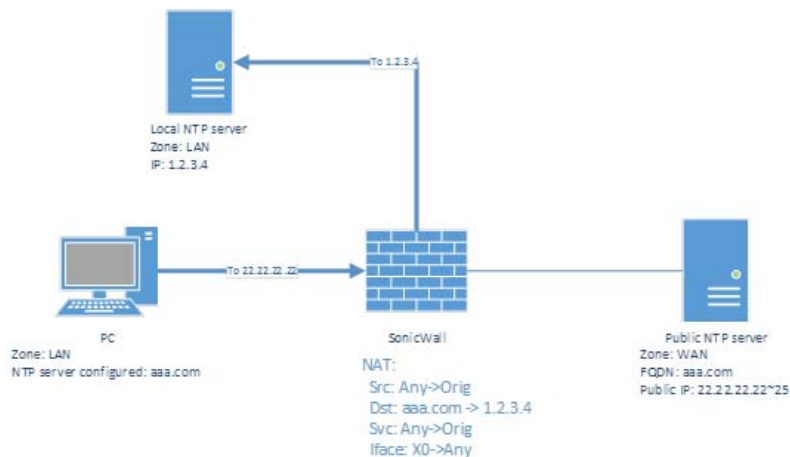 To 1.2.3.4
Local NTP server
Zone: LAN
IP: 1.2.3.4
To 22.22.22.22
PC
Zone: LAN
NTP server configured: aaa.com
SonicWall
NAT:
Src: Any->Orig
Dst: aaa.com -> 1.2.3.4
Svc: Any->Orig
Iface: X0->Any
Public NTP server
Zone: WAN
FQDN: aaa.com
Public IP: 22.22.22.22~25